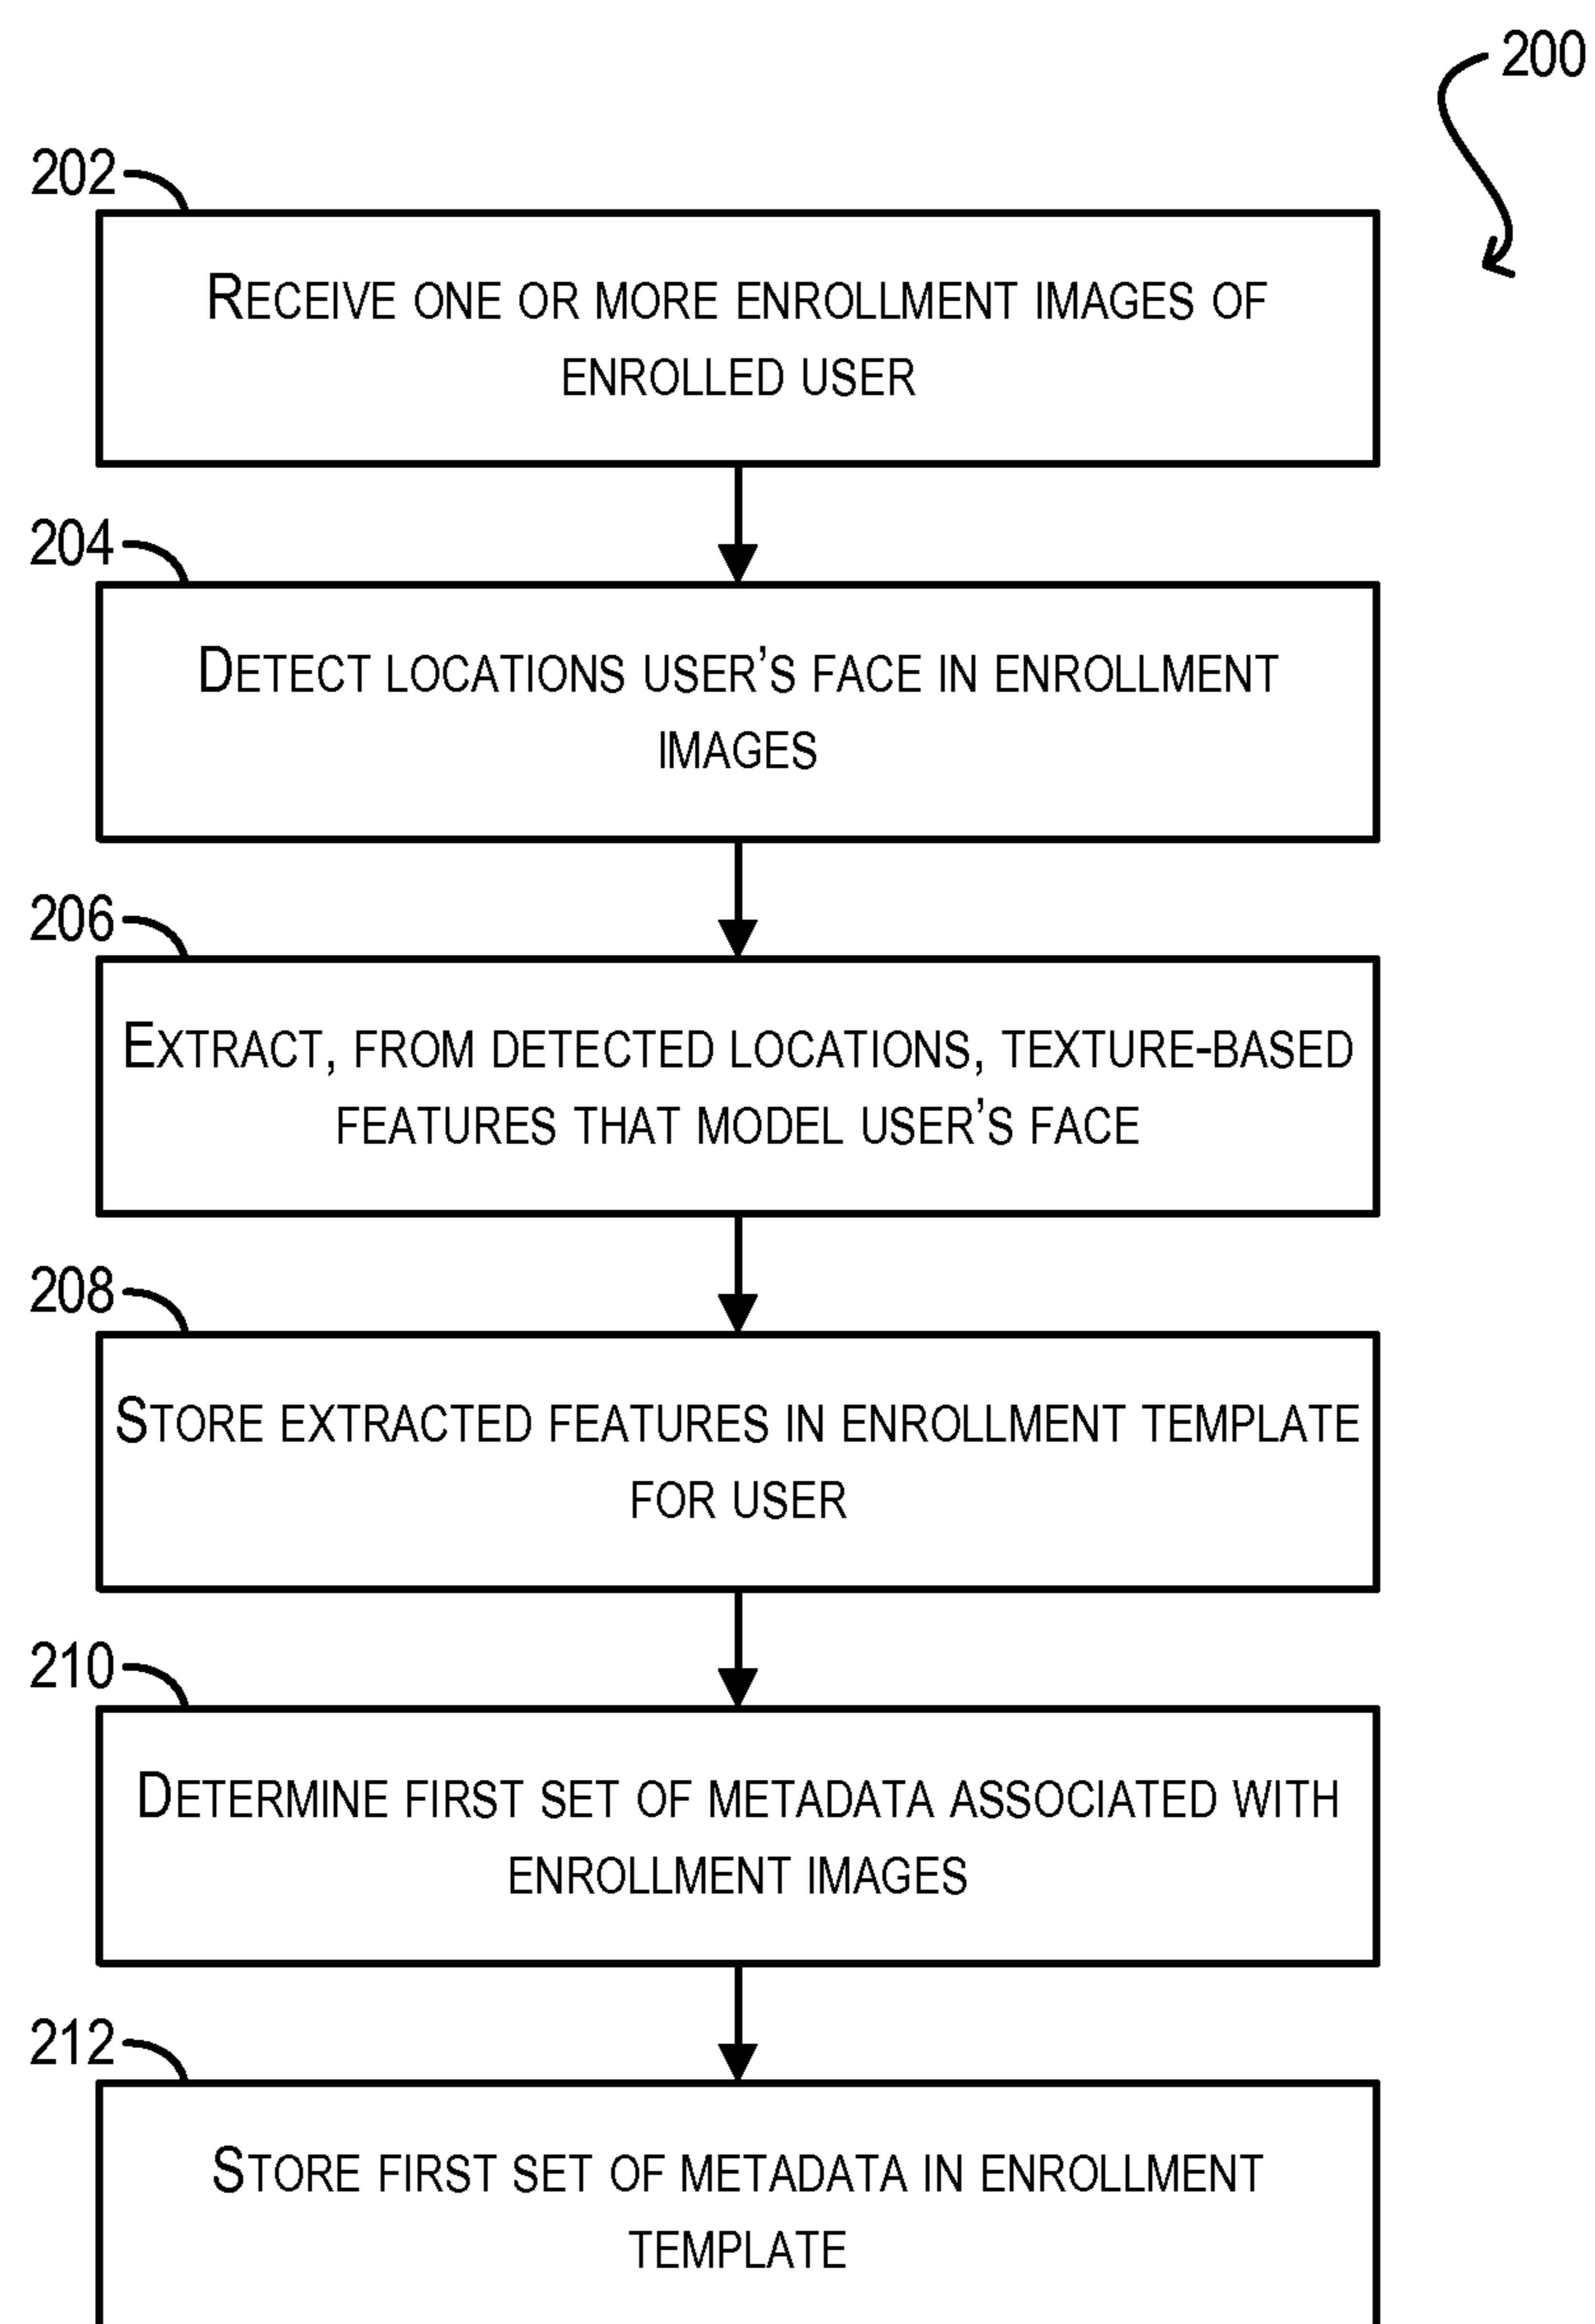 200
202
RECEIVE ONE OR MORE ENROLLMENT IMAGES OF
ENROLLED USER
204
DETECT LOCATIONS USER'S FACE IN ENROLLMENT
IMAGES
206
EXTRACT, FROM DETECTED LOCATIONS, TEXTURE-BASED
FEATURES THAT MODEL USER'S FACE
208
STORE EXTRACTED FEATURES IN ENROLLMENT TEMPLATE
FOR USER
210
DETERMINE FIRST SET OF METADATA ASSOCIATED WITH
ENROLLMENT IMAGES
212
STORE FIRST SET OF METADATA IN ENROLLMENT
TEMPLATE